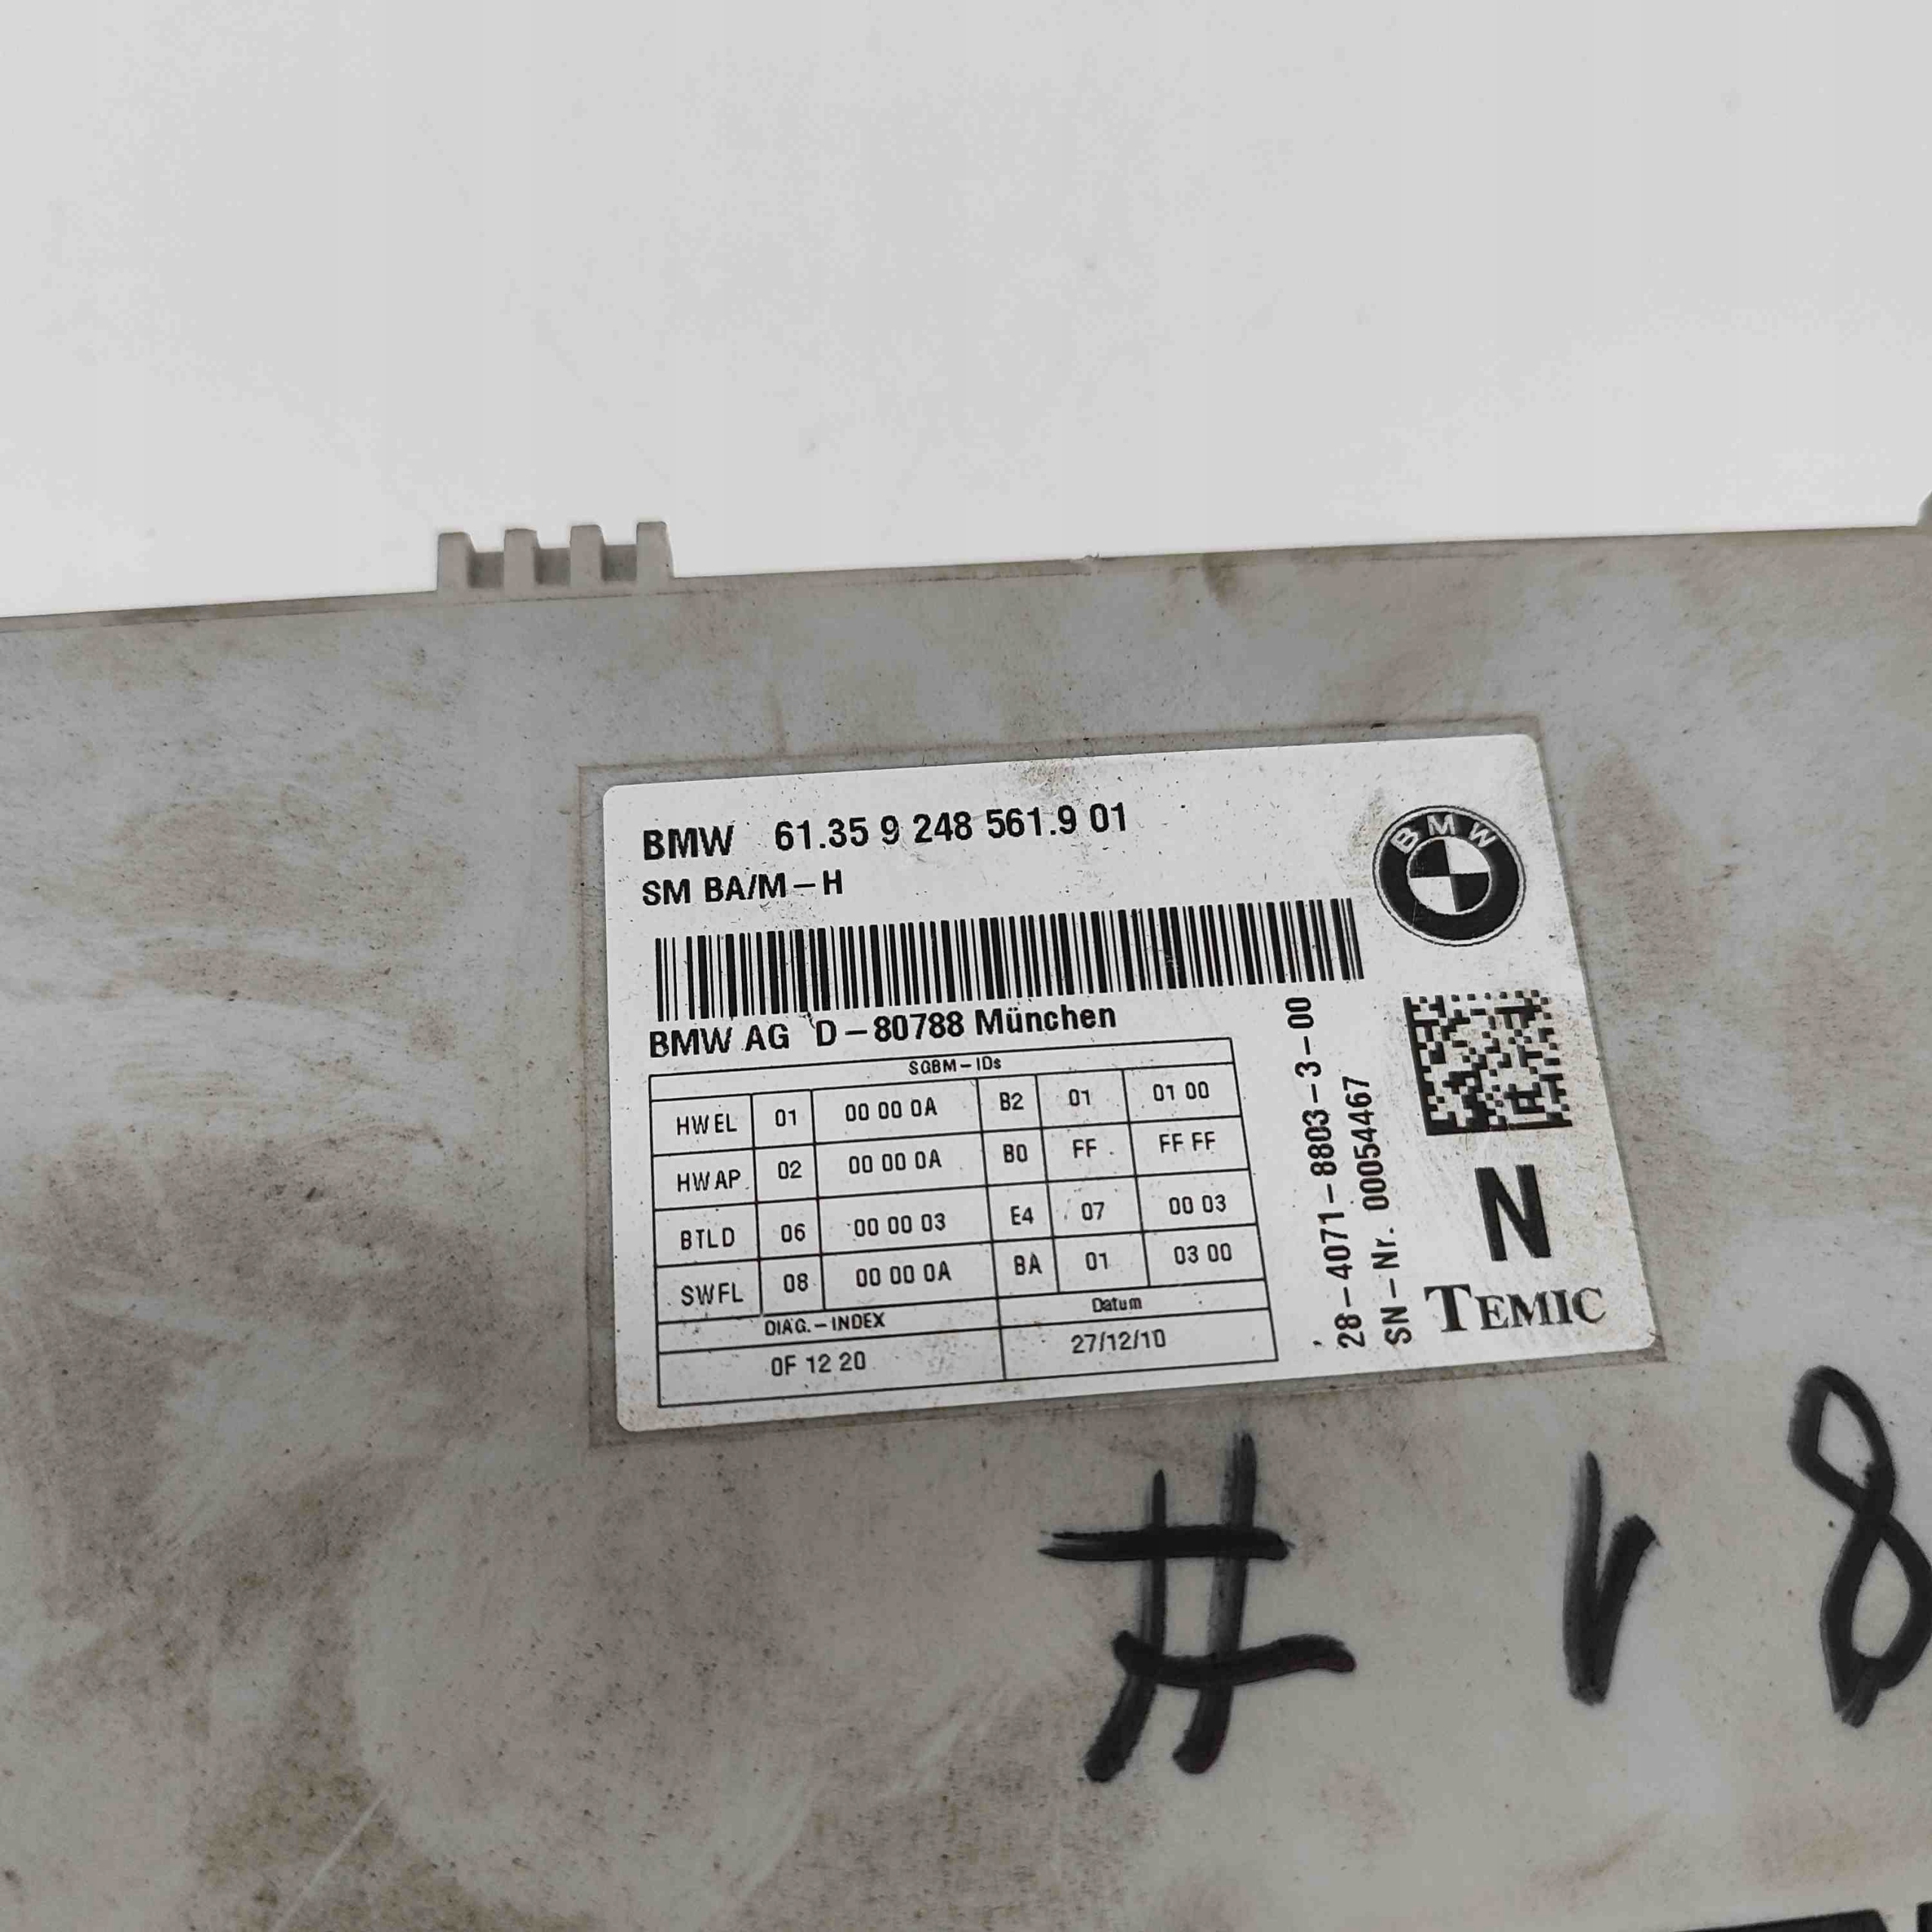 BMW 61.35 9 248 561.9 01
SM BA/M-H
BMW
BMW AG D-80788 München
SGBM-IDs
HWEL 01 00 00 0A B2 01 01 00
HWAP 02 00 00 0A B0 FF FF FF
BTLD 06 00 00 03 E4 07 00 03
SWFL 08 00 00 0A BA 01 03 00
DIAG.-INDEX Datum
0F 12 20 27/12/10
28-4071-8803-3-00
SN-Nr. 00054467
N
TEMIC
# 18